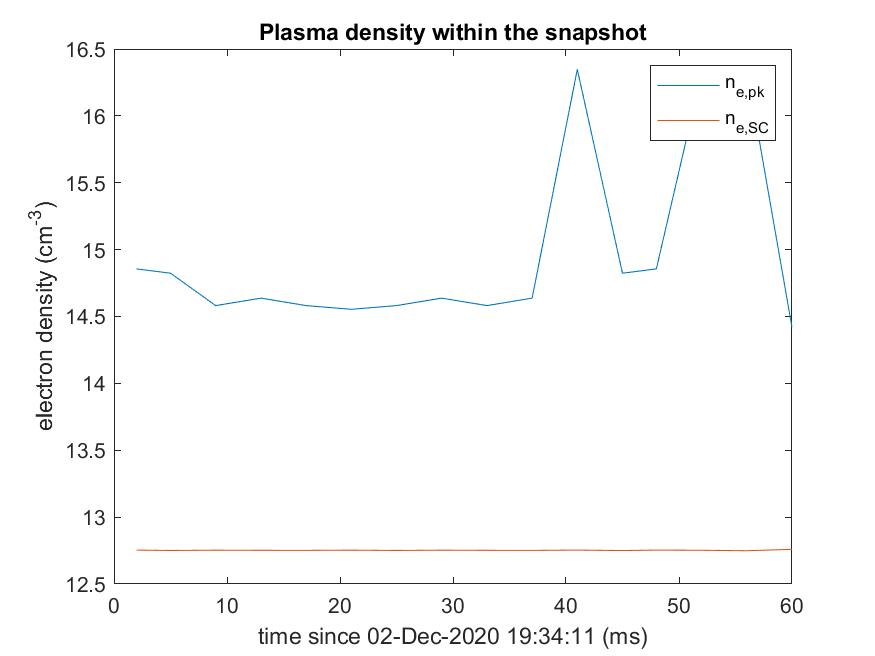 Plasma density within the snapshot
16.5
16
15.5
15
14.5
14
13.5
13
12.5
electron density (cm-3)
ne,pk
ne,SC
0 10 20 30 40 50 60
time since 02-Dec-2020 19:34:11 (ms)